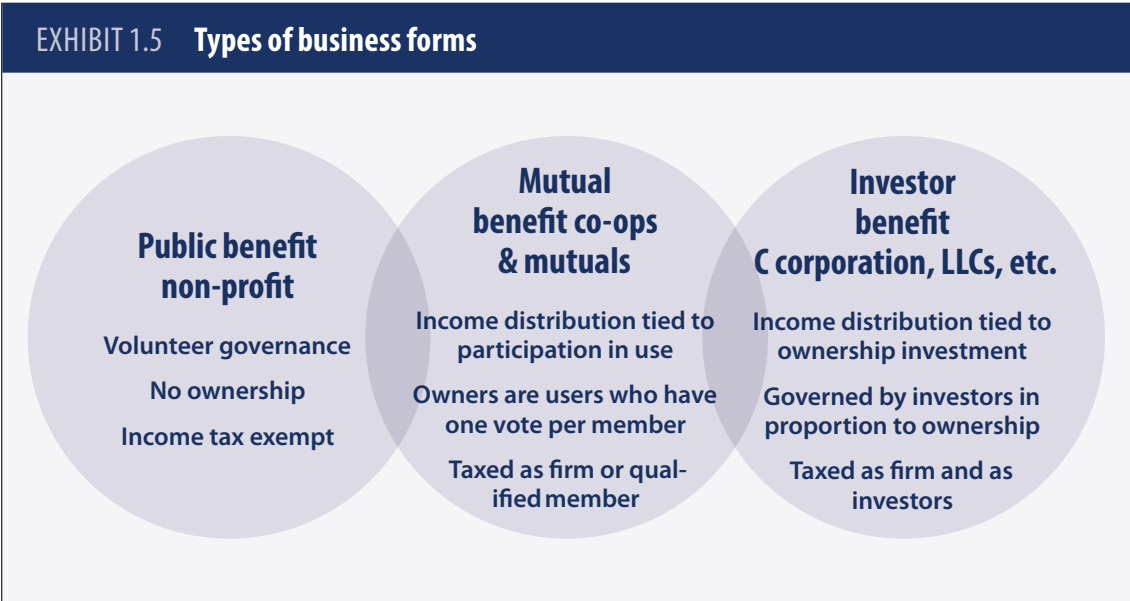 EXHIBIT 1.5 Types of business forms
Public benefit
non-profit
Volunteer governance
No ownership
Income tax exempt
Mutual
benefit co-ops
& mutuals
Income distribution tied to
participation in use
Owners are users who have
one vote per member
Taxed as firm or qual-
ified member
Investor
benefit
C corporation, LLCs, etc.
Income distribution tied to
ownership investment
Governed by investors in
proportion to ownership
Taxed as firm and as
investors